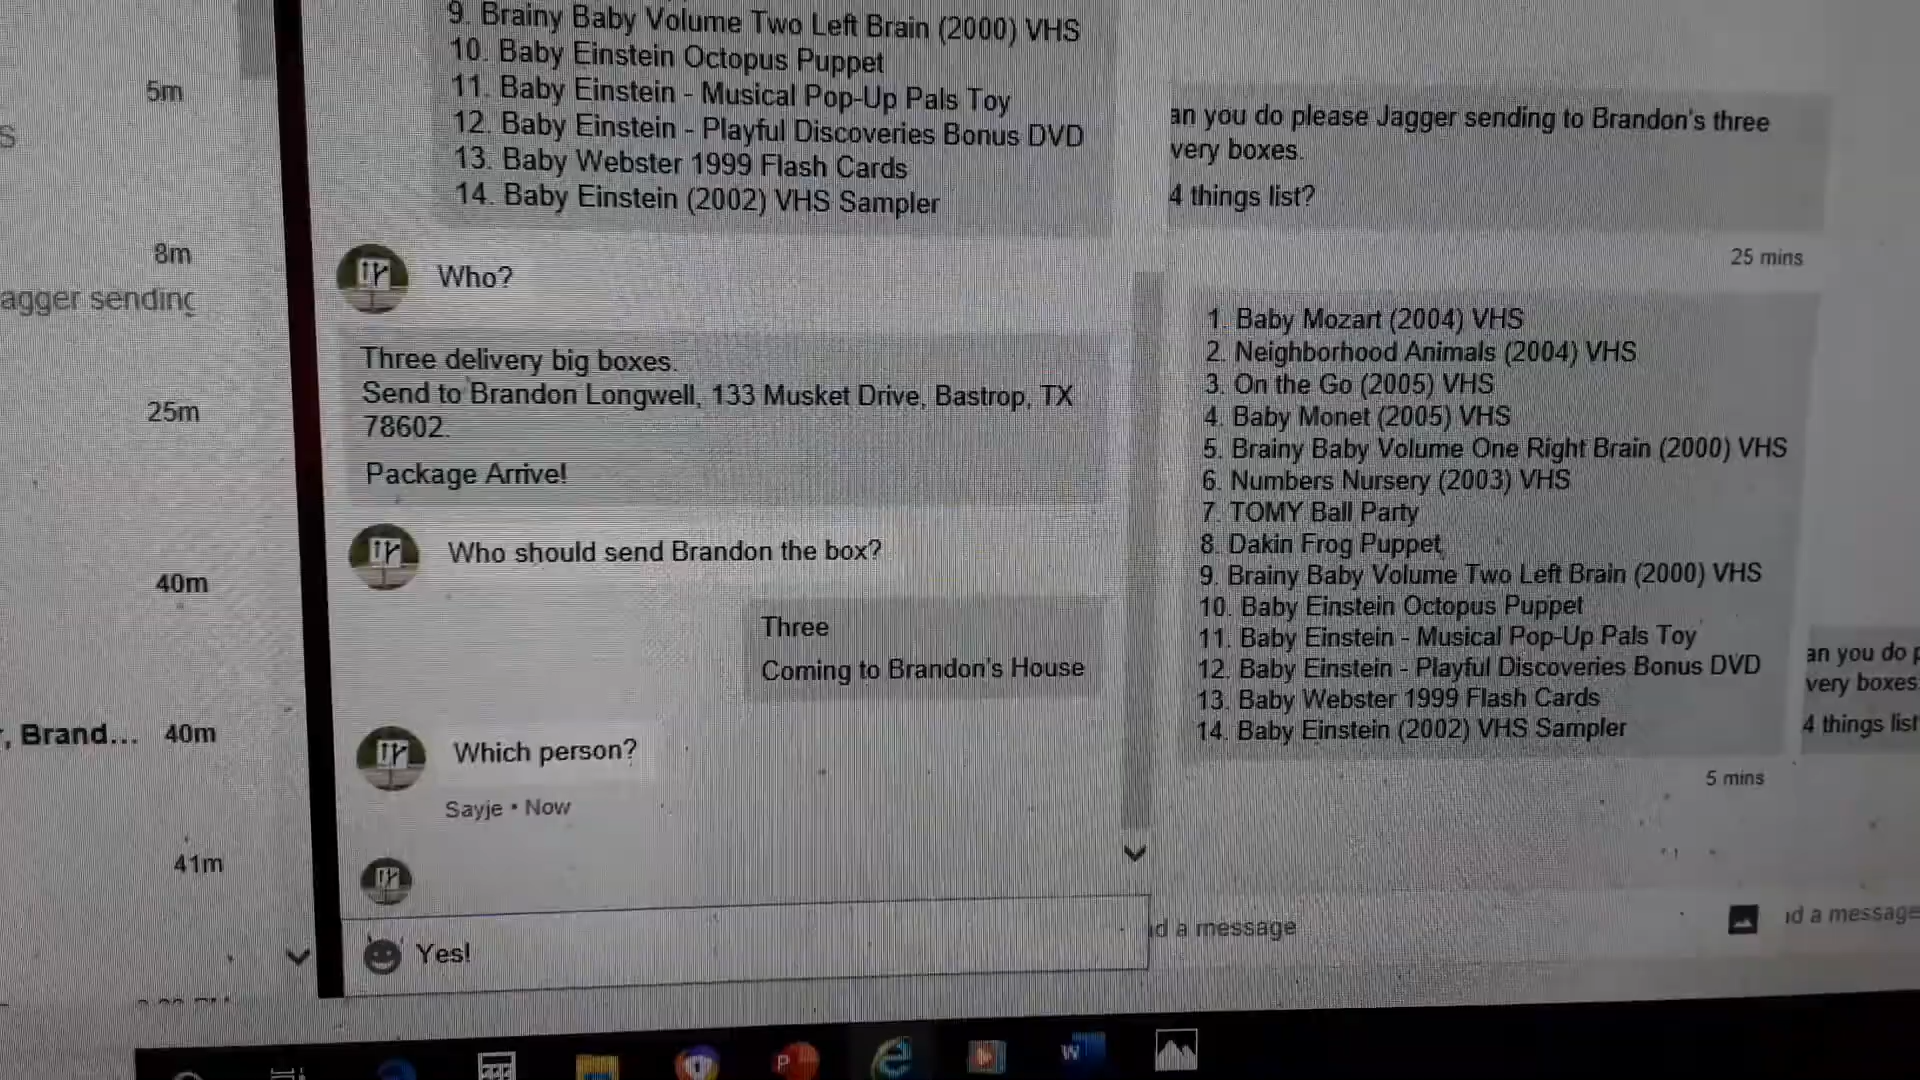 5m
S
8m
agger sending
25m
40m
, Brand... 40m
41m
9. Brainy Baby Volume Two Left Brain (2000) VHS
10. Baby Einstein Octopus Puppet
11. Baby Einstein - Musical Pop-Up Pals Toy
12. Baby Einstein - Playful Discoveries Bonus DVD
13. Baby Webster 1999 Flash Cards
14. Baby Einstein (2002) VHS Sampler
Who?
Three delivery big boxes.
Send to Brandon Longwell, 133 Musket Drive, Bastrop, TX
78602.
Package Arrive!
Who should send Brandon the box?
Three
Coming to Brandon's House
Which person?
Sayje • Now
Yes!
an you do please Jagger sending to Brandon's three
very boxes.
4 things list?
25 mins
1. Baby Mozart (2004) VHS
2. Neighborhood Animals (2004) VHS
3. On the Go (2005) VHS
4. Baby Monet (2005) VHS
5. Brainy Baby Volume One Right Brain (2000) VHS
6. Numbers Nursery (2003) VHS
7. TOMY Ball Party
8. Dakin Frog Puppet
9. Brainy Baby Volume Two Left Brain (2000) VHS
10. Baby Einstein Octopus Puppet
11. Baby Einstein - Musical Pop-Up Pals Toy
12. Baby Einstein - Playful Discoveries Bonus DVD
13. Baby Webster 1999 Flash Cards
14. Baby Einstein (2002) VHS Sampler
5 mins
d a message
an you do p
very boxes
4 things list
id a message